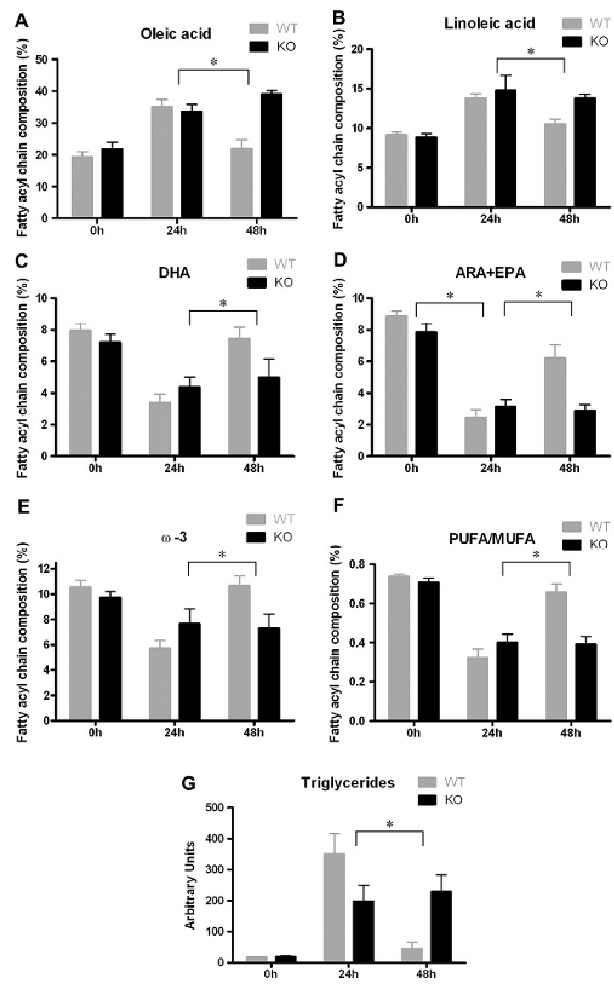 A
Oleic acid
WT
KO
Fatty acyl chain composition (%)
60
50
40
30
20
10
0
*
0h
24h
48h
B
Linoleic acid
WT
KO
Fatty acyl chain composition (%)
20
15
10
5
0
*
0h
24h
48h
C
DHA
WT
KO
Fatty acyl chain composition (%)
10
8
6
4
2
0
*
0h
24h
48h
D
ARA+EPA
WT
KO
Fatty acyl chain composition (%)
10
8
6
4
2
0
*
*
0h
24h
48h
E
ω -3
WT
KO
Fatty acyl chain composition (%)
12
10
8
6
4
2
0
*
0h
24h
48h
F
PUFA/MUFA
WT
KO
Fatty acyl chain composition (%)
0.8
0.6
0.4
0.2
0.0
*
0h
24h
48h
G
Triglycerides
WT
KO
Arbitrary Units
500
400
300
200
100
0
*
0h
24h
48h